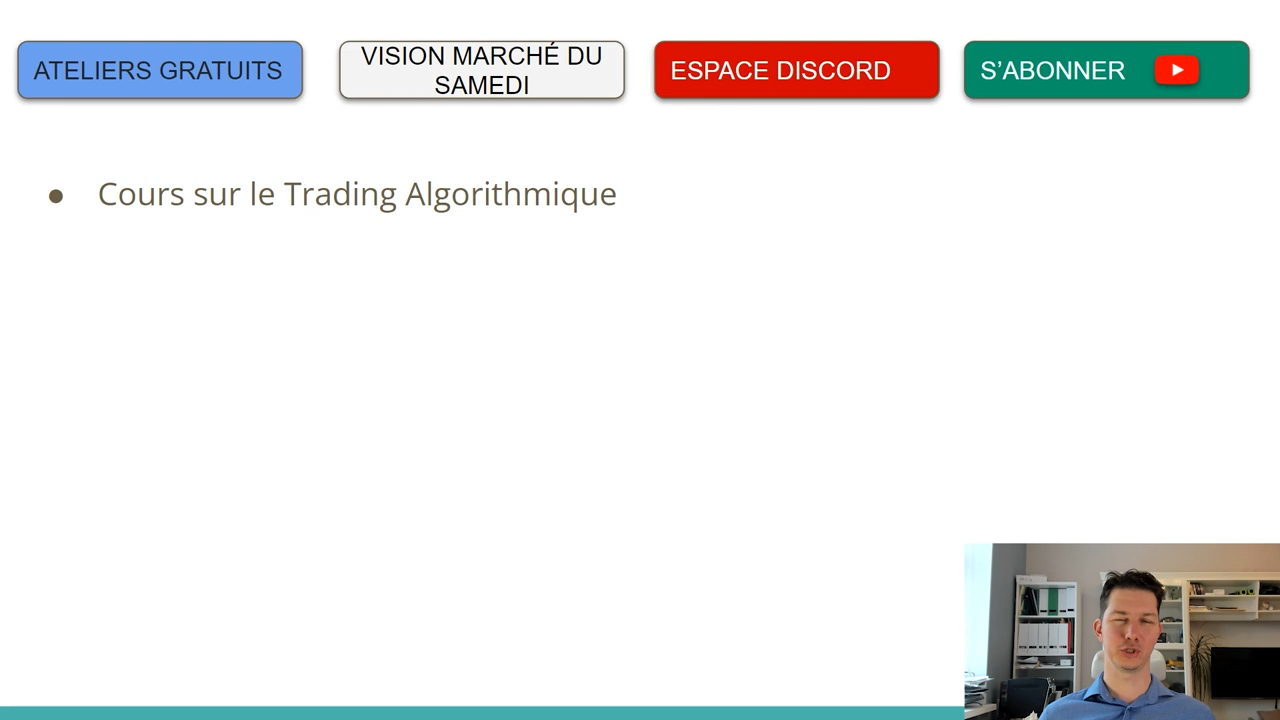 ATELIERS GRATUITS
VISION MARCHÉ DU
SAMEDI
ESPACE DISCORD
S’ABONNER
● Cours sur le Trading Algorithmique